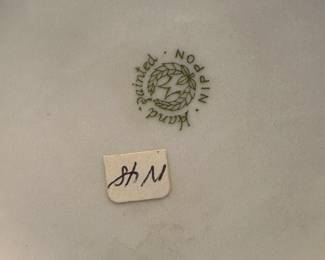 hand painted · NIPPON ·
M